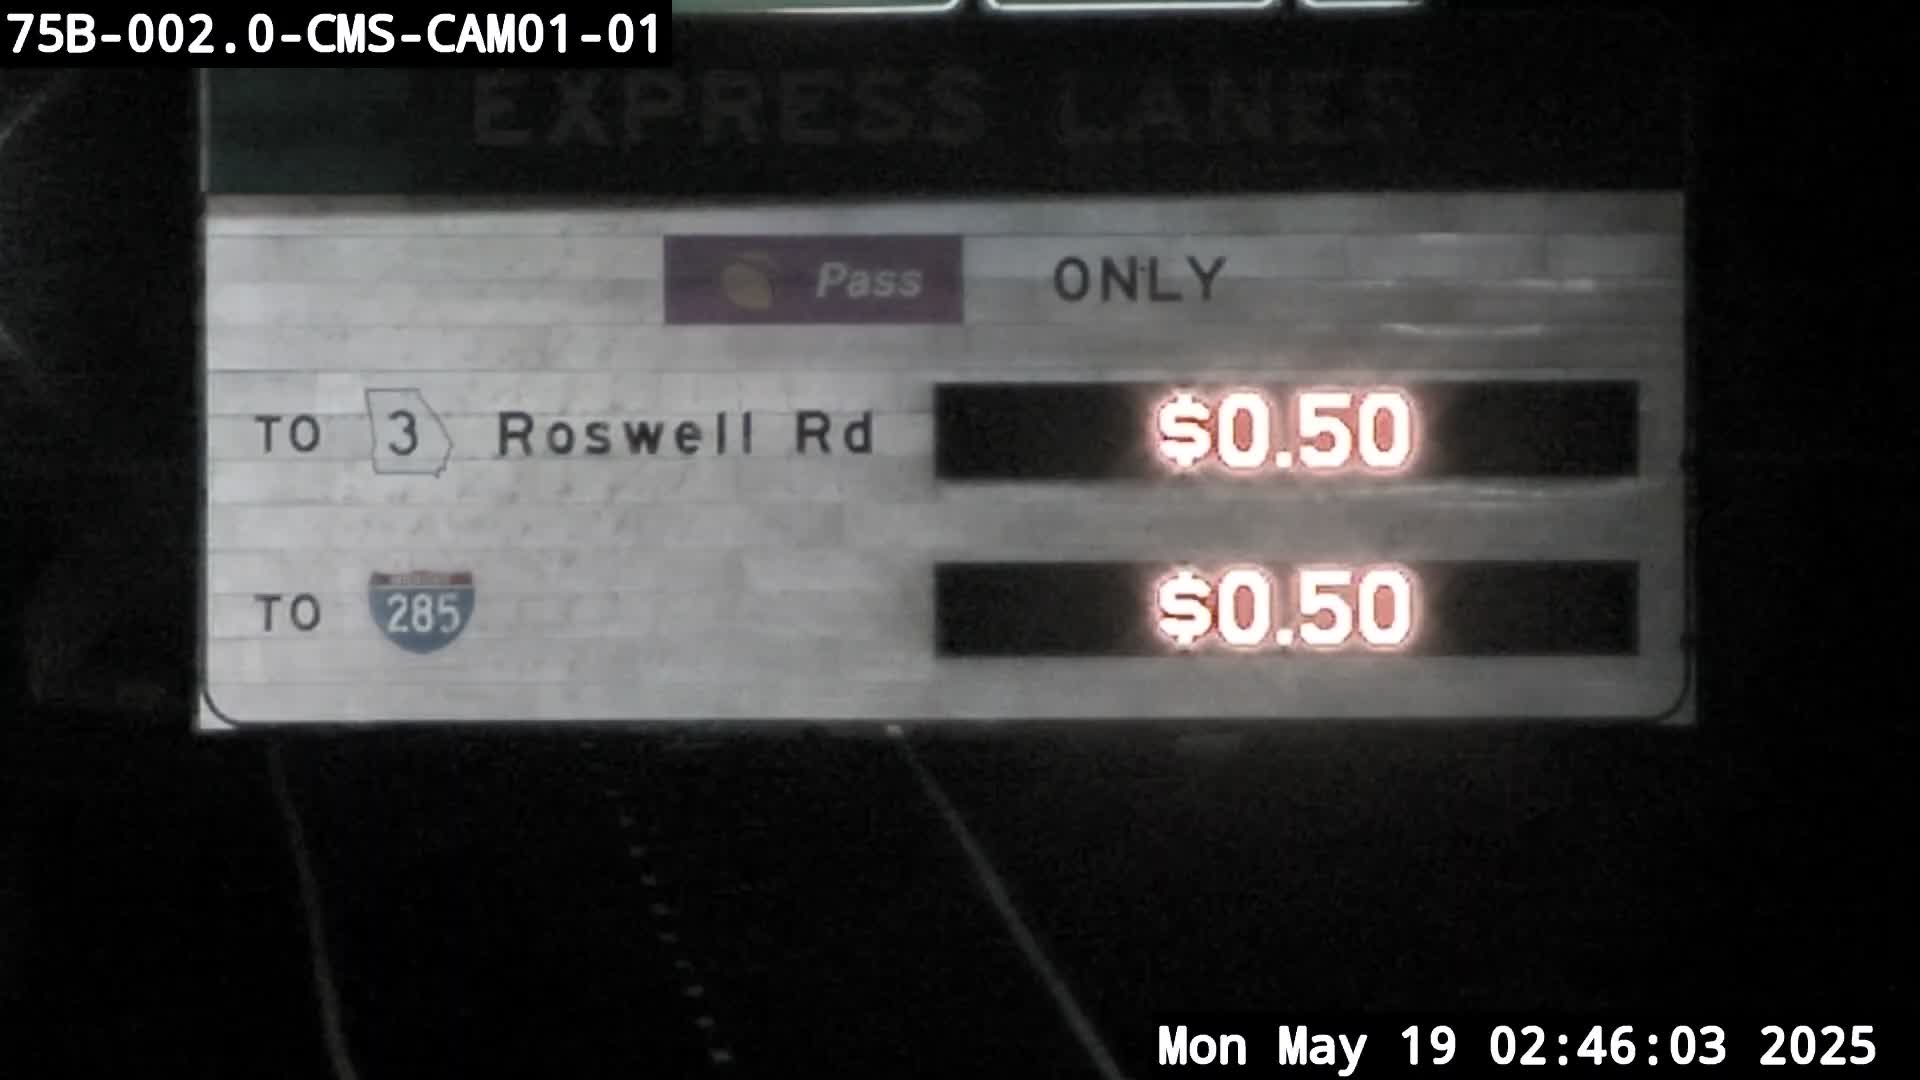 75B-002.0-CMS-CAM01-01
EXPRESS LANES
Pass ONLY
TO 3 Roswell Rd $0.50
TO 285 $0.50
Mon May 19 02:46:03 2025